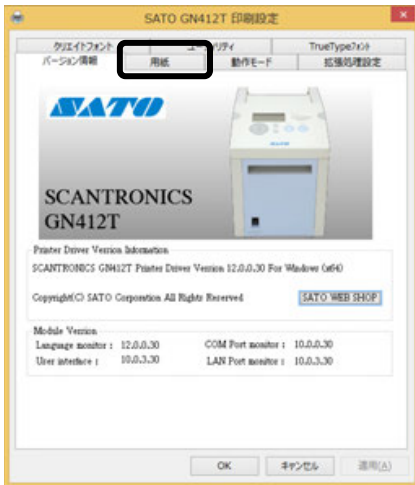 SATO GN412T 印刷設定
クリエイトフォント ユーティリティ TrueTypeフォント
バージョン情報 用紙 動作モード 拡張処理設定
SATO
SCANTRONICS
GN412T
Printer Driver Version Information
SCANTRONICS GN412T Printer Driver Version 12.0.0.30 For Windows (x64)
Copyright(C) SATO Corporation All Rights Reserved SATO WEB SHOP
Module Version
Language monitor : 12.0.0.30 COM Port monitor : 10.0.0.30
User interface : 10.0.3.30 LAN Port monitor : 10.0.3.30
OK キャンセル 適用(A)